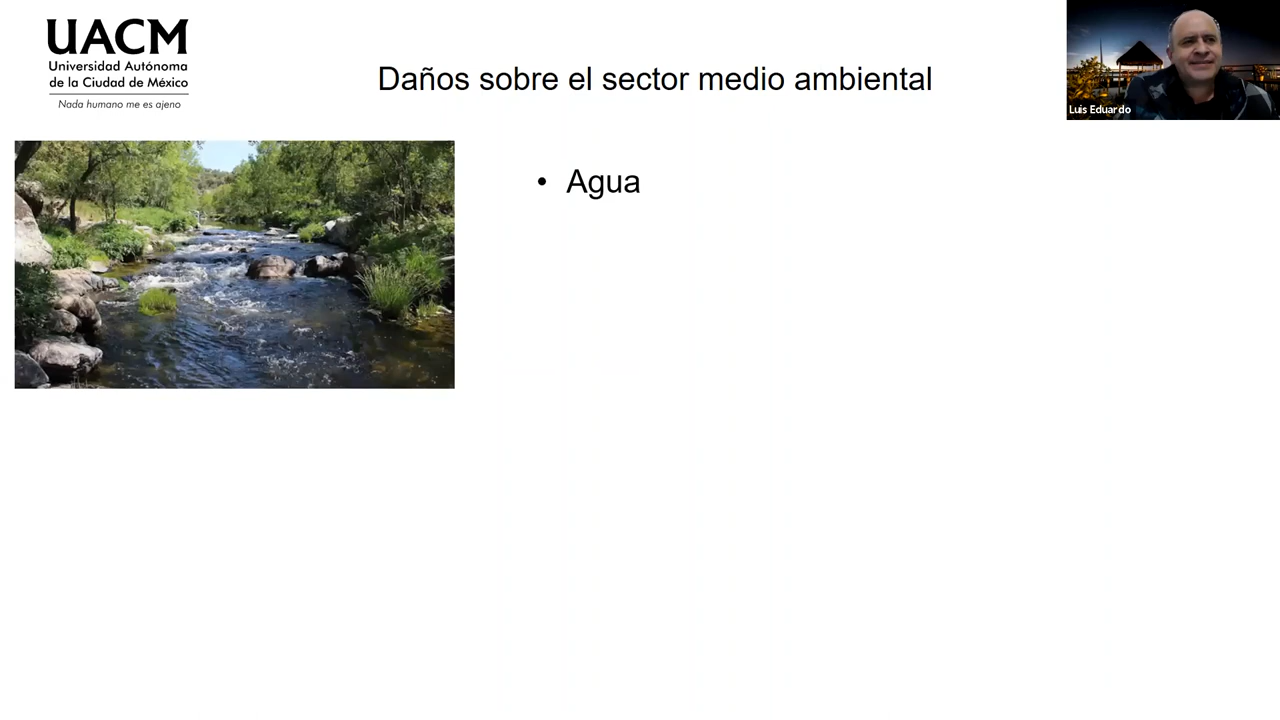 UACM
Universidad Autónoma
de la Ciudad de México
Nada humano me es ajeno
Daños sobre el sector medio ambiental
Luis Eduardo
• Agua